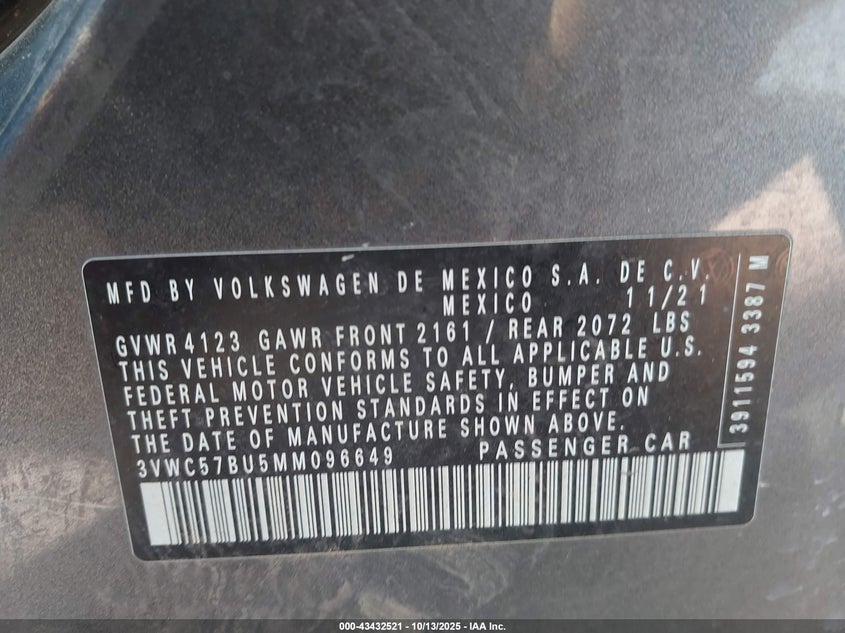 MFD BY VOLKSWAGEN DE MEXICO S.A. DE C.V.
MEXICO 11/21
GVWR 4123 GAWR FRONT 2161 / REAR 2072 LBS
THIS VEHICLE CONFORMS TO ALL APPLICABLE U.S.
FEDERAL MOTOR VEHICLE SAFETY, BUMPER AND
THEFT PREVENTION STANDARDS IN EFFECT ON
THE DATE OF MANUFACTURE SHOWN ABOVE.
3VWC57BU5MM096649 PASSENGER CAR
3911594 3387 M
000-43432521 | 10/13/2025 - IAA Inc.